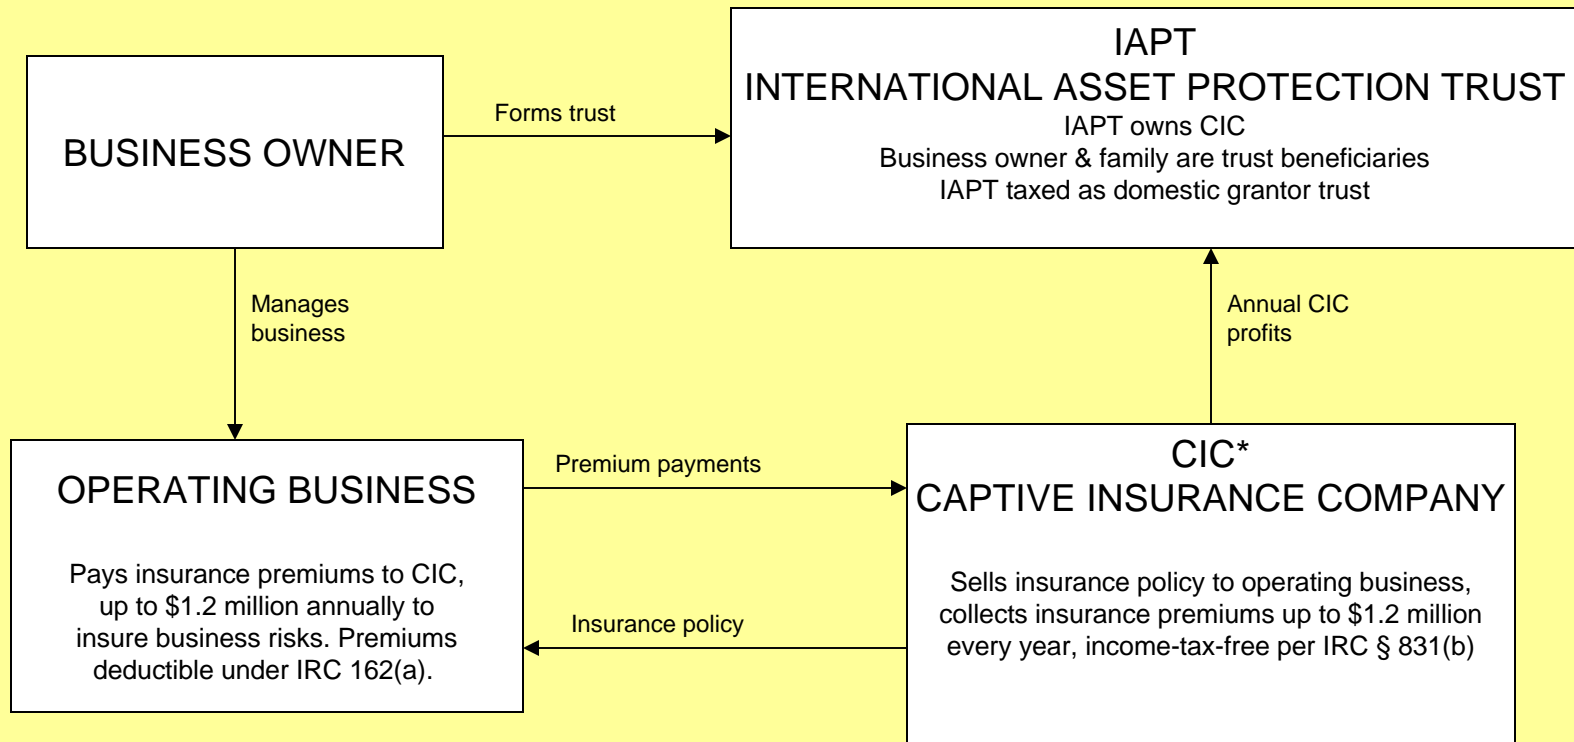 BUSINESS OWNER
Forms trust
IAPT
INTERNATIONAL ASSET PROTECTION TRUST
IAPT owns CIC
Business owner & family are trust beneficiaries
IAPT taxed as domestic grantor trust
Manages
business
Annual CIC
profits
OPERATING BUSINESS
Pays insurance premiums to CIC,
up to $1.2 million annually to
insure business risks. Premiums
deductible under IRC 162(a).
Premium payments
Insurance policy
CIC*
CAPTIVE INSURANCE COMPANY
Sells insurance policy to operating business,
collects insurance premiums up to $1.2 million
every year, income-tax-free per IRC § 831(b)